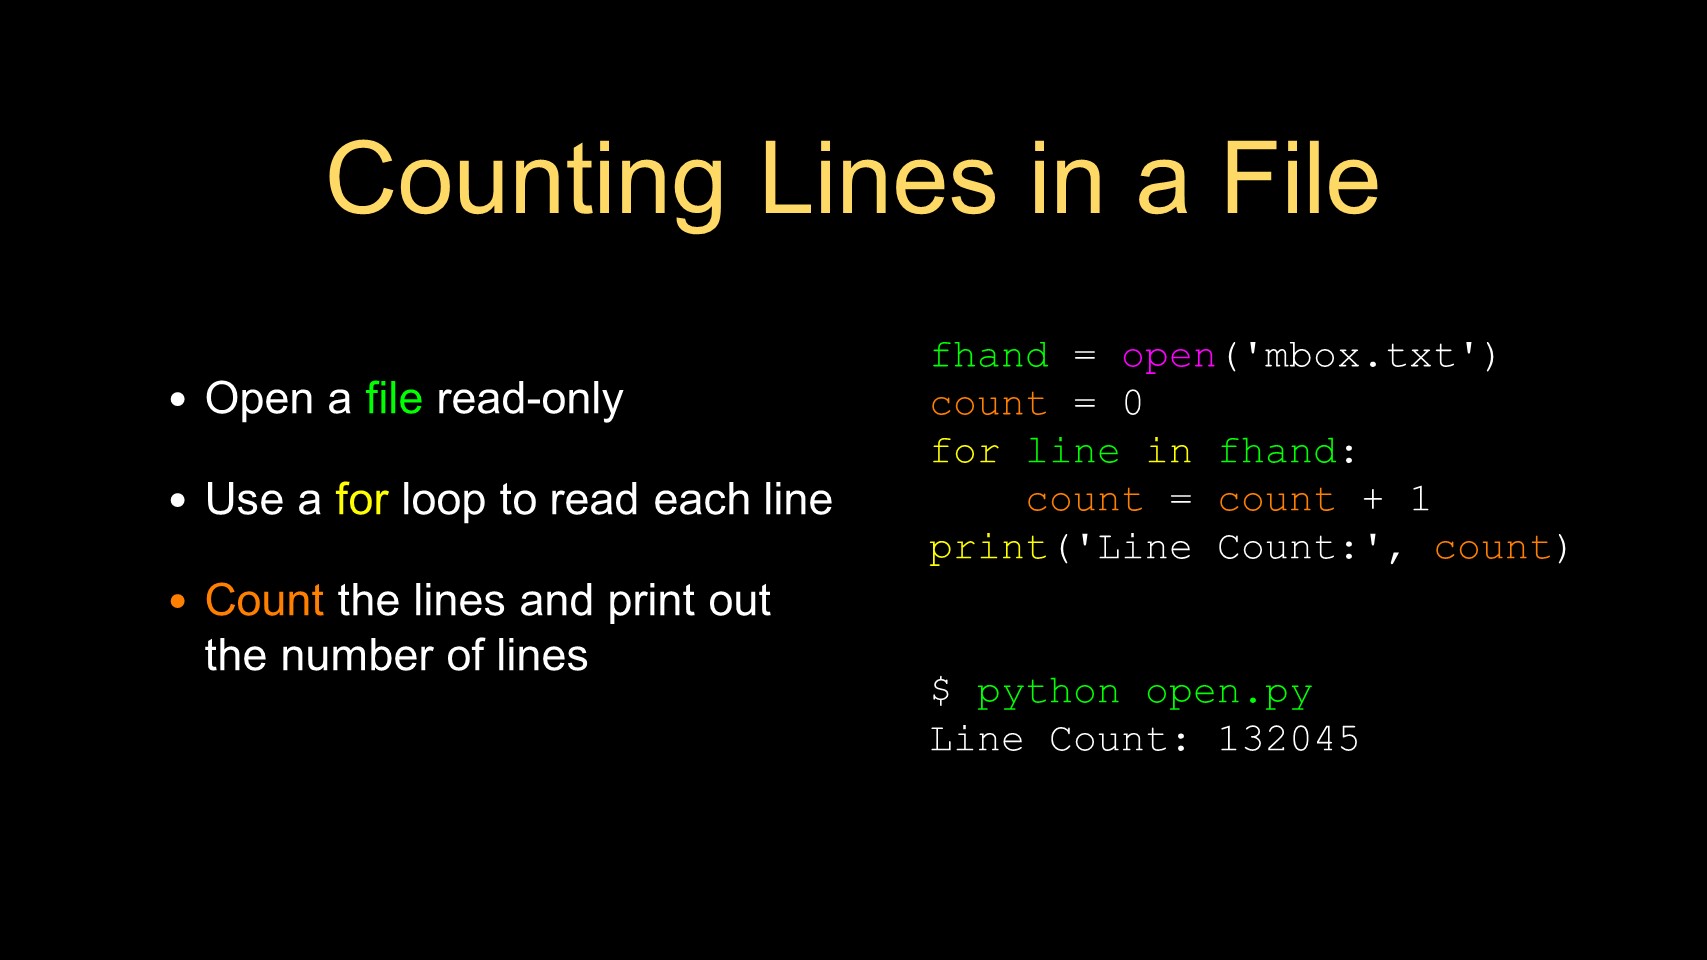 Counting Lines in a File
• Open a file read-only
• Use a for loop to read each line
• Count the lines and print out
the number of lines
fhand = open('mbox.txt')
count = 0
for line in fhand:
    count = count + 1
print('Line Count:', count)
$ python open.py
Line Count: 132045